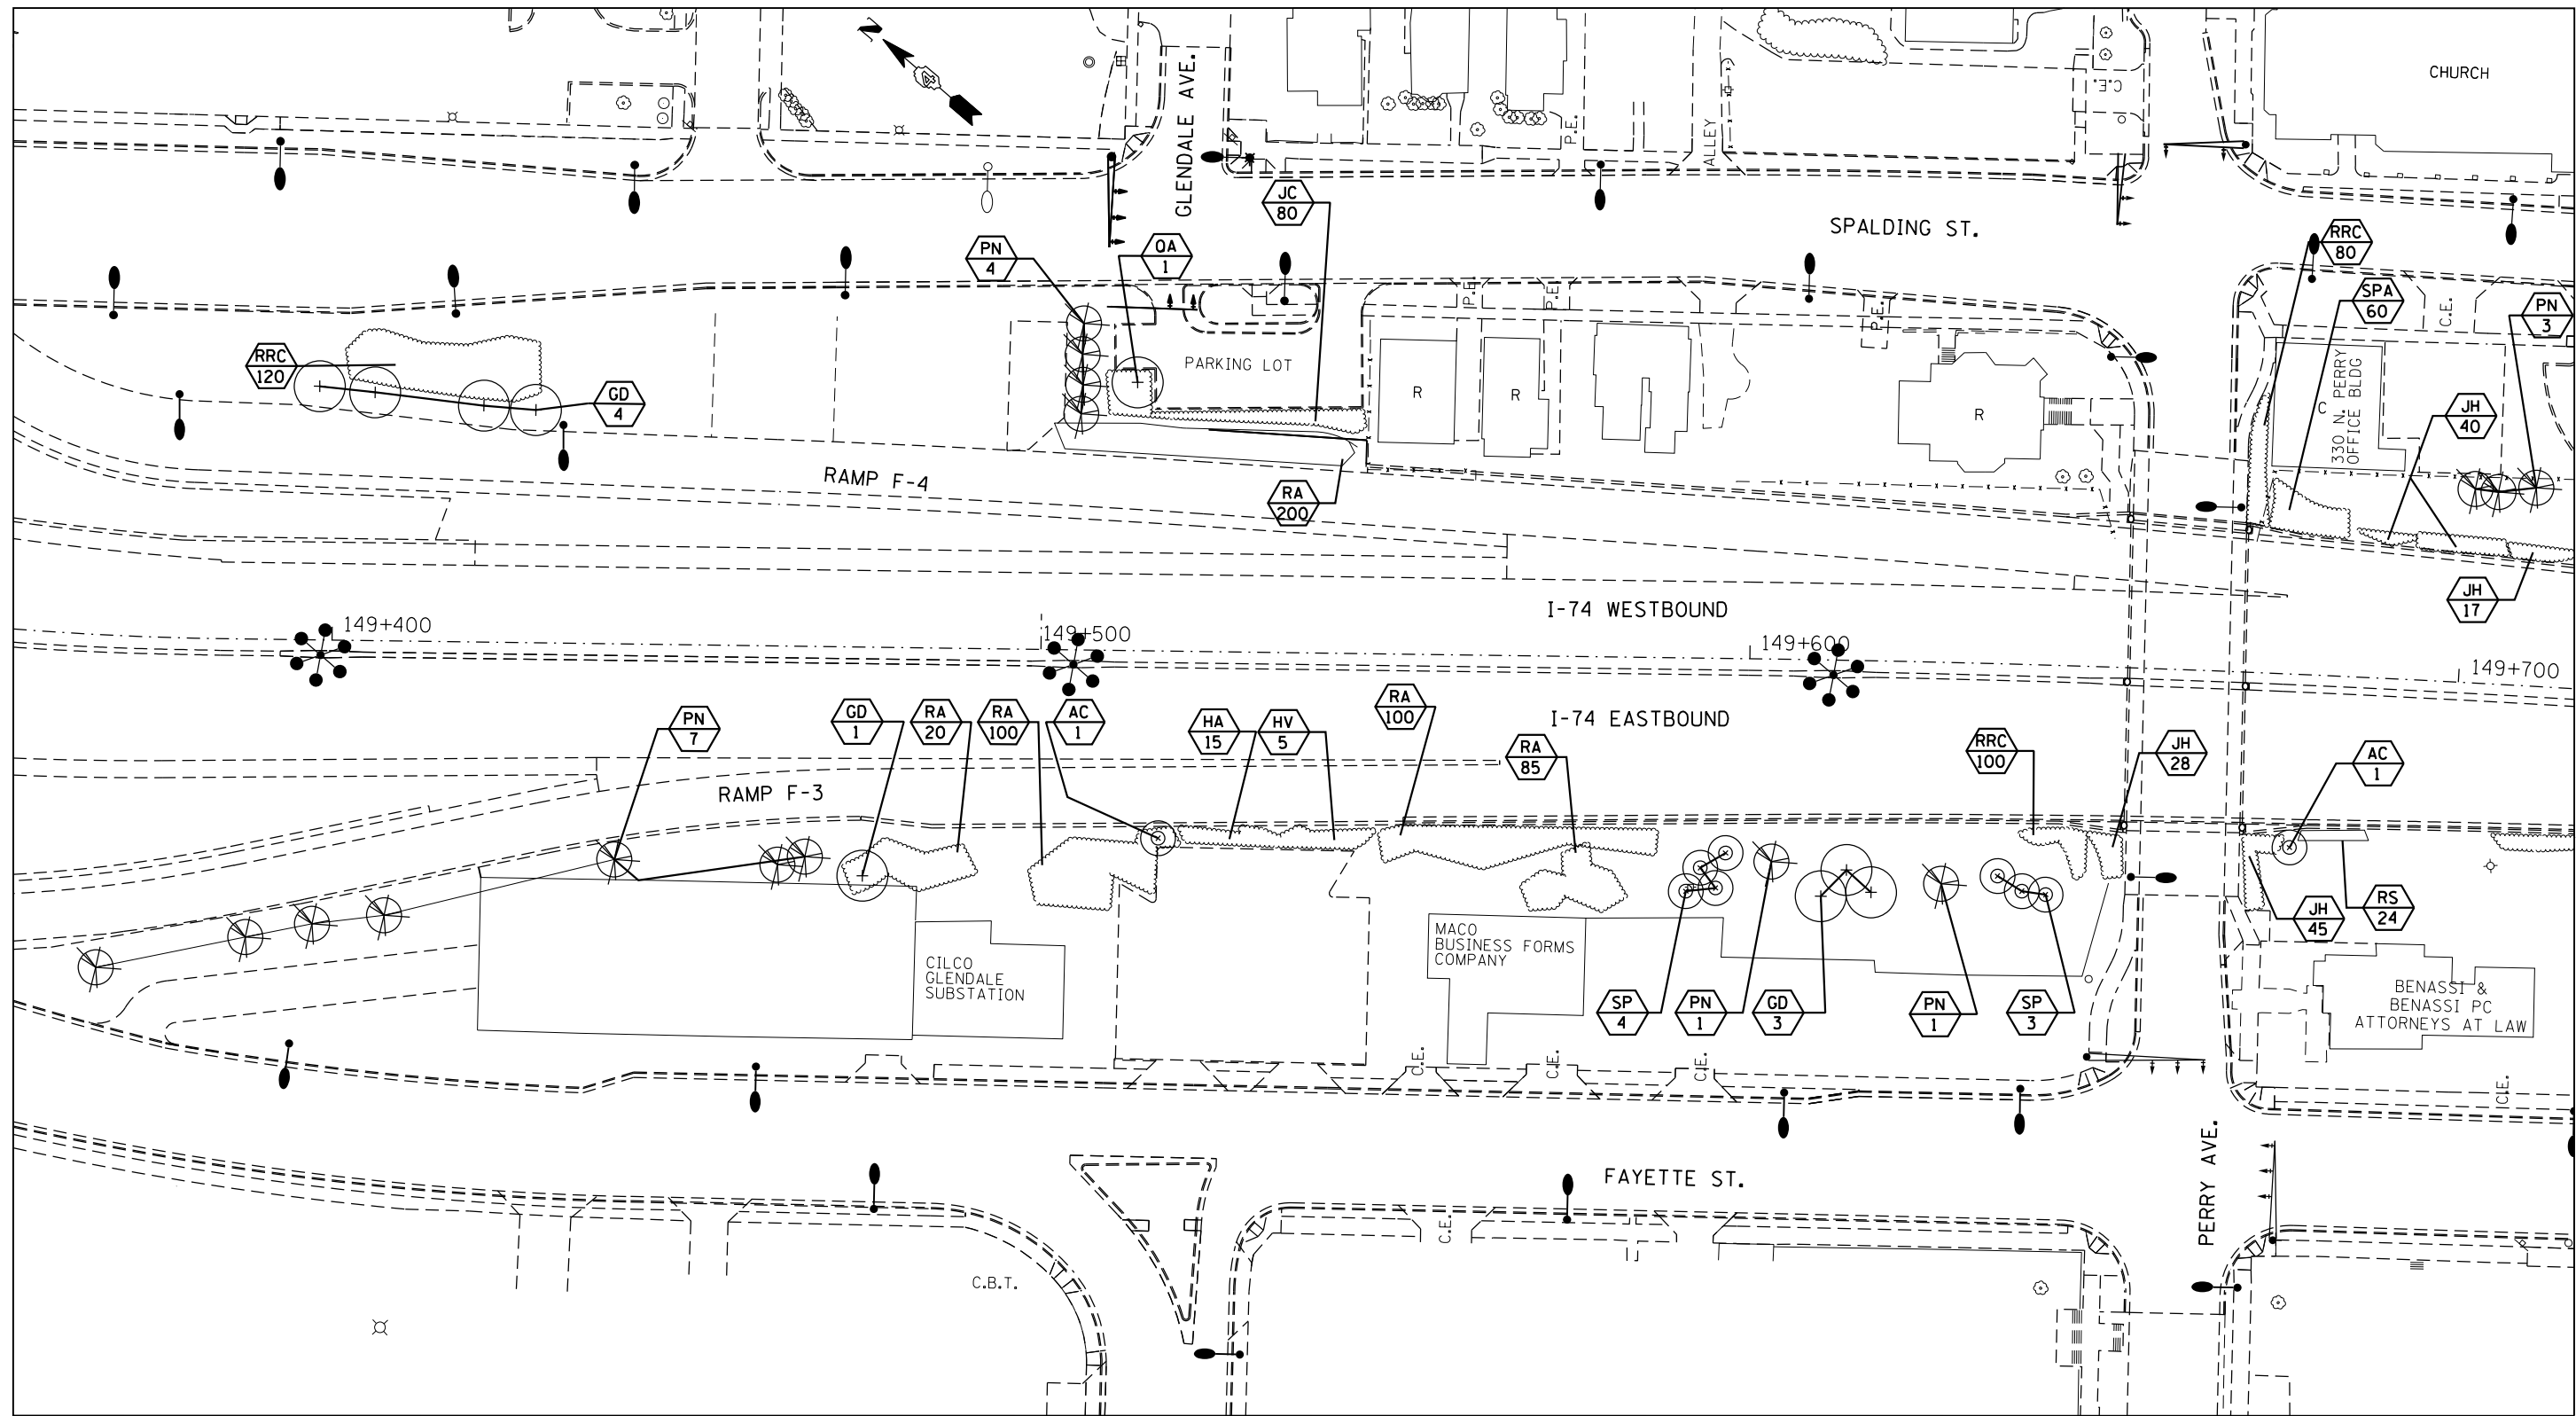 CHURCH
C.E.
N
4
GLENDALE AVE.
P.E.
ALLEY
JC
80
SPALDING ST.
PN
4
QA
1
RRC
80
SPA
60
PN
3
C.E.
P.E.
P.E.
P.E.
RRC
120
GD
4
PARKING LOT
R
R
R
C
330 N. PERRY
OFFICE BLDG
JH
40
RAMP F-4
RA
200
JH
17
I-74 WESTBOUND
149+400
149+500
149+600
149+700
I-74 EASTBOUND
PN
7
GD
1
RA
20
RA
100
AC
1
HA
15
HV
5
RA
100
RA
85
RRC
100
JH
28
AC
1
RAMP F-3
JH
45
RS
24
CILCO
GLENDALE
SUBSTATION
MACO
BUSINESS FORMS
COMPANY
SP
4
PN
1
GD
3
PN
1
SP
3
BENASSI &
BENASSI PC
ATTORNEYS AT LAW
C.E.
C.E.
C.E.
C.E.
FAYETTE ST.
PERRY AVE.
C.E.
C.B.T.